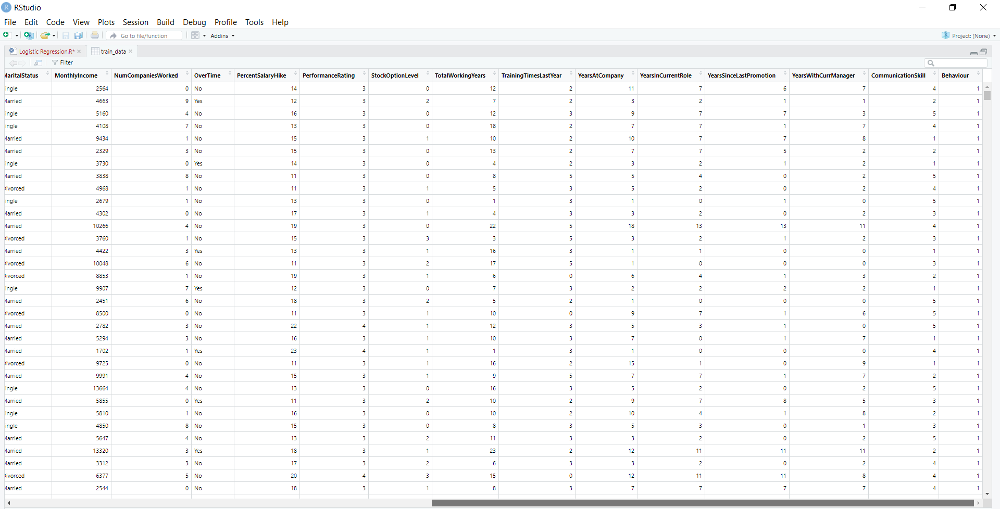 RStudio
File Edit Code View Plots Session Build Debug Profile Tools Help
Go to file/function Addins Project: (None)
Logistic Regression.R* train_data
Filter
MaritalStatus MonthlyIncome NumCompaniesWorked OverTime PercentSalaryHike PerformanceRating StockOptionLevel TotalWorkingYears TrainingTimesLastYear YearsAtCompany YearsInCurrentRole YearsSinceLastPromotion YearsWithCurrManager CommunicationSkill Behaviour
ingle 2564 0 No 14 3 0 12 2 11 7 6 7 4 1
Married 4663 9 Yes 12 3 2 7 2 3 2 1 1 2 1
ingle 5160 4 No 16 3 0 12 3 9 7 7 3 5 1
ingle 4108 7 No 13 3 0 18 2 7 7 1 7 4 1
Married 9434 1 No 15 3 1 10 2 10 7 7 8 1 1
Married 2329 3 No 15 3 0 13 2 7 7 5 2 2 1
ingle 3730 0 Yes 14 3 0 4 2 3 2 1 2 1 1
Married 3838 8 No 11 3 0 8 5 5 4 0 2 5 1
Divorced 4968 1 No 11 3 1 5 3 5 2 0 2 4 1
ingle 2679 1 No 13 3 0 1 3 1 0 1 0 5 1
Married 4302 0 No 17 3 1 4 3 3 2 0 2 3 1
Married 10266 4 No 19 3 0 22 5 18 13 13 11 4 1
Divorced 3760 1 No 15 3 3 3 5 3 2 1 2 3 1
Married 4422 3 Yes 13 3 1 16 3 1 1 0 0 1 1
Divorced 10048 6 No 11 3 2 17 5 1 0 0 0 3 1
Divorced 8853 1 No 19 3 1 6 0 6 4 1 3 2 1
ingle 9907 7 Yes 12 3 0 7 3 2 2 2 2 1 1
Married 2451 6 No 18 3 2 5 2 1 0 0 0 5 1
Divorced 8500 0 No 11 3 1 10 0 9 7 1 6 5 1
Married 2782 3 No 22 4 1 12 3 5 3 1 0 5 1
Married 5294 3 No 16 3 1 10 3 7 0 1 7 1 1
Married 1702 1 Yes 23 4 1 1 3 1 0 0 0 4 1
Divorced 9725 0 No 11 3 1 16 2 15 1 0 9 1 1
Married 9991 4 No 15 3 1 9 5 7 7 1 7 2 1
ingle 13664 4 No 13 3 0 16 3 5 2 0 2 5 1
Married 5855 0 Yes 11 3 2 10 2 9 7 8 5 3 1
ingle 5810 1 No 16 3 0 10 2 10 4 1 8 2 1
ingle 4850 8 No 15 3 0 8 3 5 3 0 1 3 1
Married 5647 4 No 13 3 2 11 3 3 2 0 2 5 1
Married 13320 3 Yes 18 3 1 23 2 12 11 11 11 2 1
Married 3312 3 No 17 3 2 6 3 3 2 0 2 4 1
Divorced 6377 5 No 20 4 3 15 0 12 11 11 8 4 1
Married 2544 0 No 18 3 1 8 3 7 7 7 7 4 1